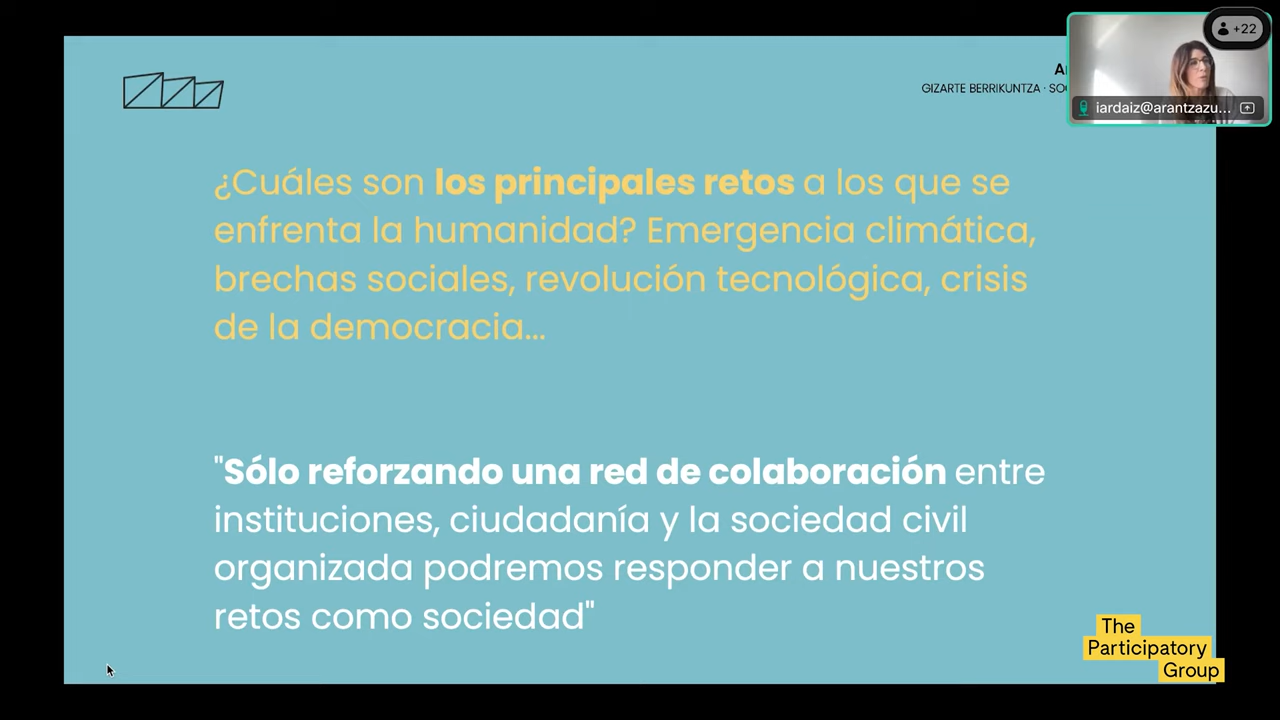 +22
iardaiz@arantzazu...
GIZARTE BERRIKUNTZA ·
¿Cuáles son los principales retos a los que se
enfrenta la humanidad? Emergencia climática,
brechas sociales, revolución tecnológica, crisis
de la democracia...
"Sólo reforzando una red de colaboración entre
instituciones, ciudadanía y la sociedad civil
organizada podremos responder a nuestros
retos como sociedad"
The
Participatory
Group